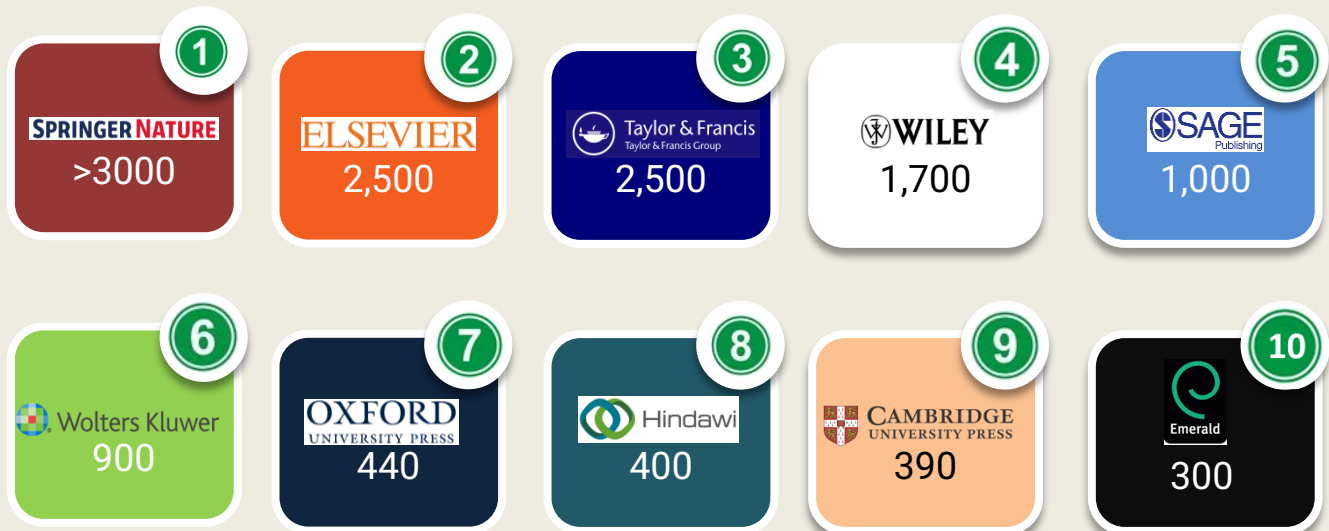 1
SPRINGER NATURE
>3000
2
ELSEVIER
2,500
3
Taylor & Francis
Taylor & Francis Group
2,500
4
WILEY
1,700
5
SAGE
Publishing
1,000
6
Wolters Kluwer
900
7
OXFORD
UNIVERSITY PRESS
440
8
Hindawi
400
9
CAMBRIDGE
UNIVERSITY PRESS
390
10
Emerald
300